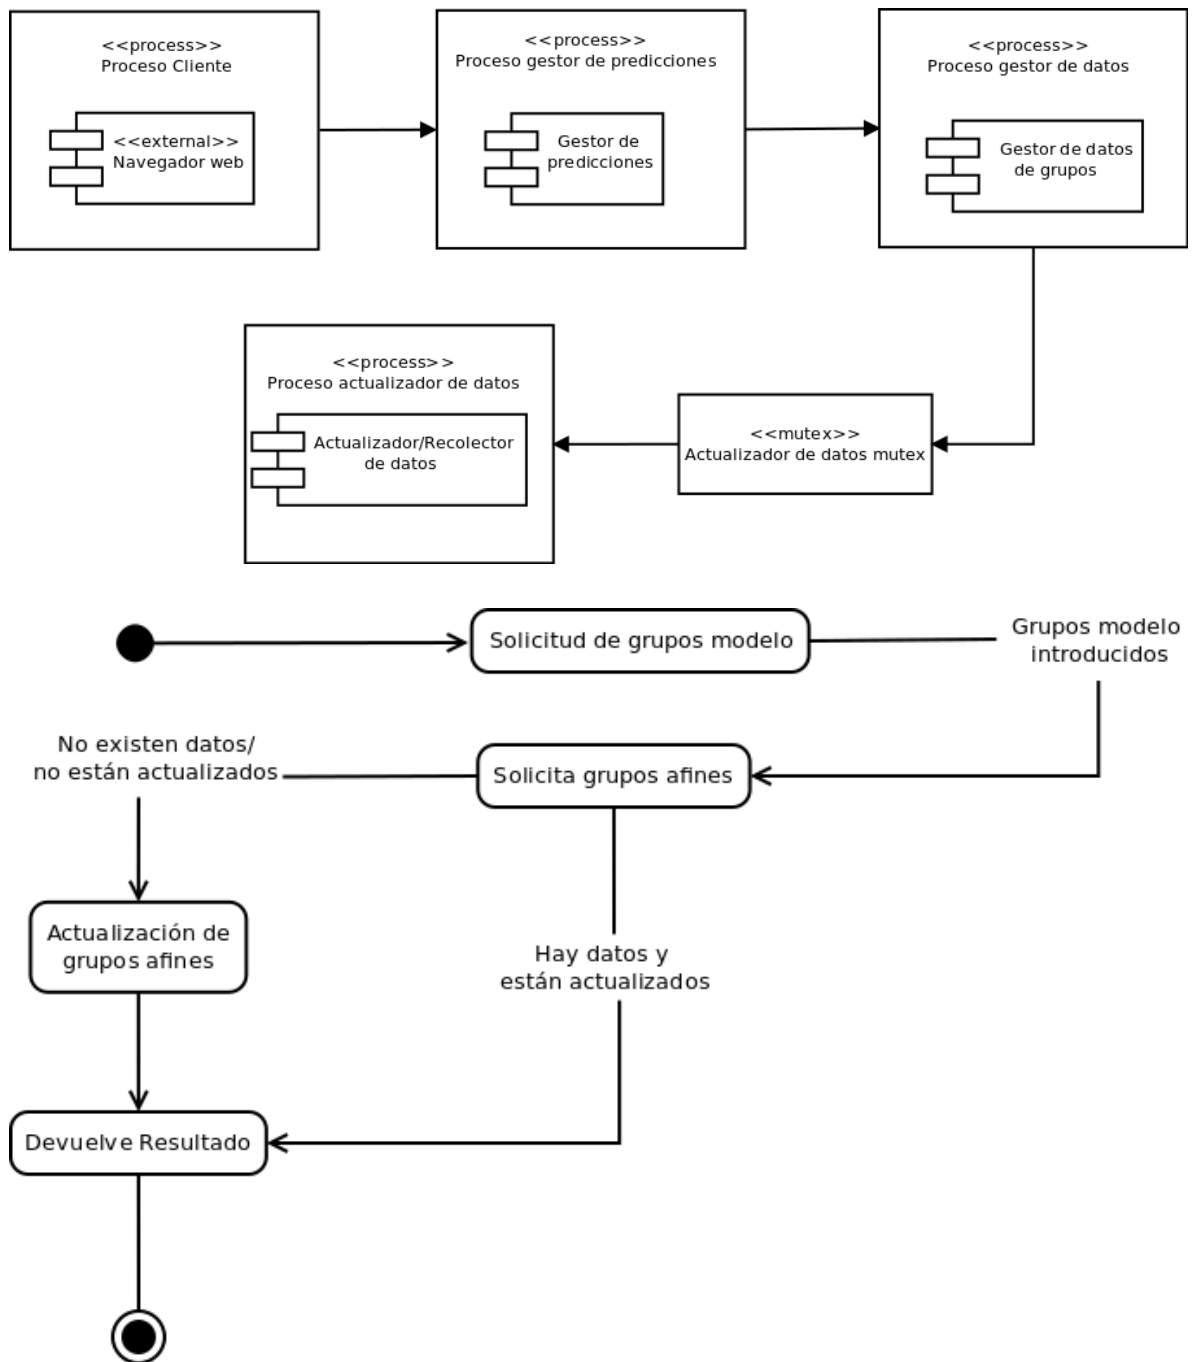 <<process>>
Proceso Cliente
<<external>>
Navegador web
<<process>>
Proceso gestor de predicciones
Gestor de
predicciones
<<process>>
Proceso gestor de datos
Gestor de datos
de grupos
<<process>>
Proceso actualizador de datos
Actualizador/Recolector
de datos
<<mutex>>
Actualizador de datos mutex
Solicitud de grupos modelo
Grupos modelo
introducidos
No existen datos/
no están actualizados
Solicita grupos afines
Actualización de
grupos afines
Hay datos y
están actualizados
Devuelve Resultado